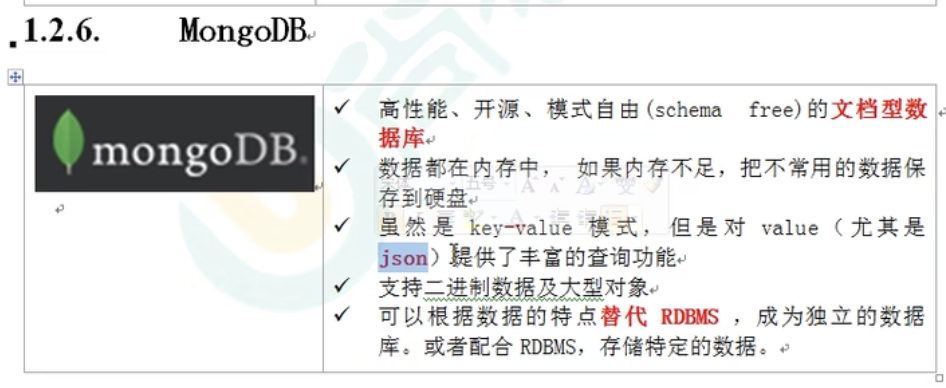 1.2.6. MongoDB
mongoDB
高性能、开源、模式自由(schema free)的文档型数
据库
数据都在内存中， 如果内存不足，把不常用的数据保
存到硬盘
虽然是 key-value 模式，但是对 value（尤其是
json）提供了丰富的查询功能
支持二进制数据及大型对象
可以根据数据的特点替代 RDBMS ，成为独立的数据
库。或者配合 RDBMS，存储特定的数据。